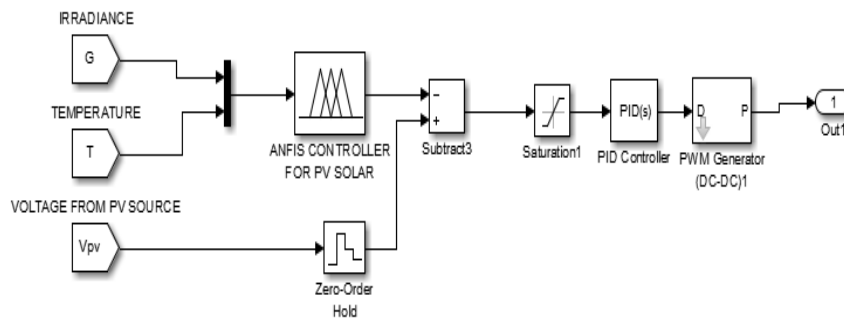 IRRADIANCE
G
TEMPERATURE
T
ANFIS CONTROLLER
FOR PV SOLAR
VOLTAGE FROM PV SOURCE
Vpv
Zero-Order
Hold
−
+
Subtract3
Saturation1
PID(s)
PID Controller
D
P
PWM Generator
(DC-DC)1
1
Out1